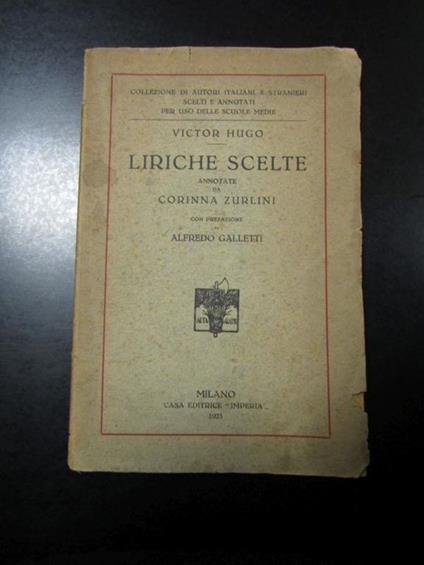 COLLEZIONE DI AUTORI ITALIANI E STRANIERI
SCELTI E ANNOTATI
PER USO DELLE SCUOLE MEDIE
VICTOR HUGO
LIRICHE SCELTE
ANNOTATE
DA
CORINNA ZURLINI
CON PREFAZIONE
DI
ALFREDO GALLETTI
MILANO
CASA EDITRICE "IMPERIA"
1923